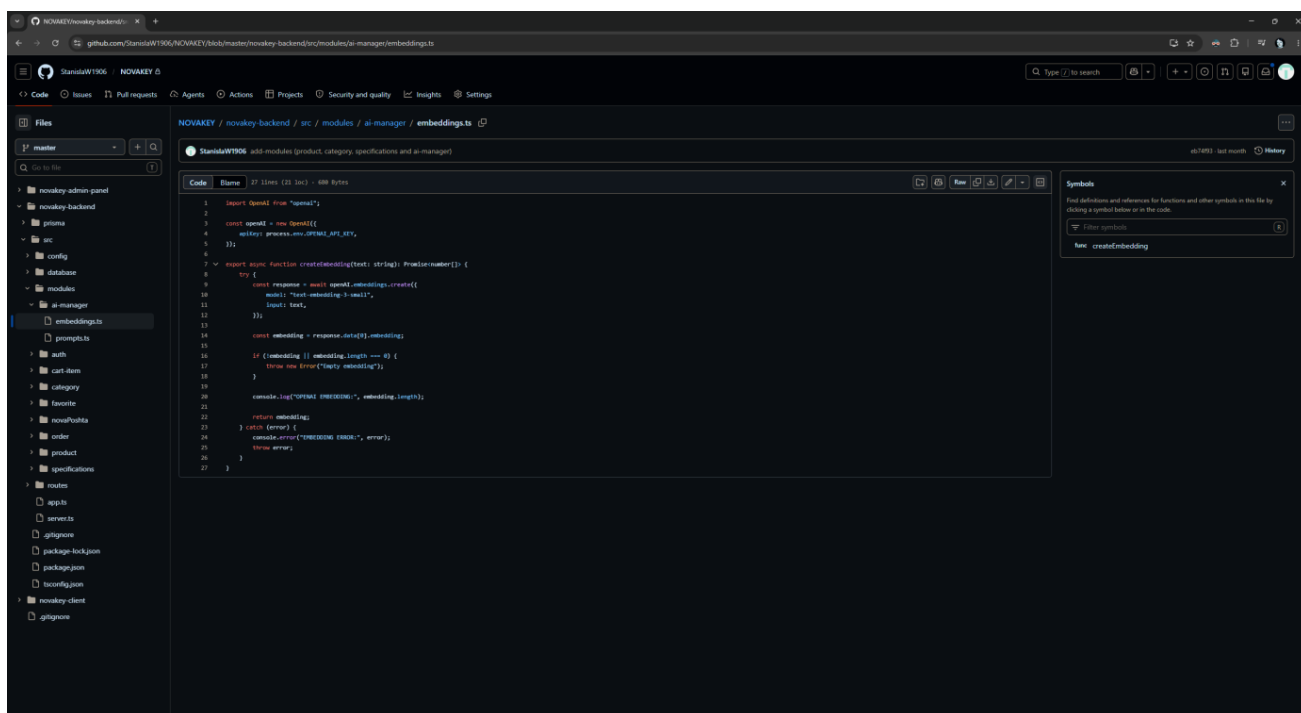 NOVAKEY/novakey-backend/sr
github.com/StanislaW1906/NOVAKEY/blob/master/novakey-backend/src/modules/ai-manager/embeddings.ts
StanislaW1906 / NOVAKEY
Type / to search
Code Issues Pull requests Agents Actions Projects Security and quality Insights Settings
Files
master
Go to file
novakey-admin-panel
novakey-backend
prisma
src
config
database
modules
ai-manager
embeddings.ts
prompts.ts
auth
cart-item
category
favorite
novaPoshta
order
product
specifications
routes
app.ts
server.ts
.gitignore
package-lock.json
package.json
tsconfig.json
novakey-client
.gitignore
NOVAKEY / novakey-backend / src / modules / ai-manager / embeddings.ts
StanislaW1906 add-modules (product, category, specifications and ai-manager)
last month History
Code Blame 27 lines (21 loc) · 680 Bytes
Raw
1 import OpenAI from "openai";
2
3 const openAI = new OpenAI({
4 apiKey: process.env.OPENAI_API_KEY,
5 });
6
7 export async function createEmbedding(text: string): Promise<number[]> {
8 try {
9 const response = await openAI.embeddings.create({
10 model: "text-embedding-3-small",
11 input: text,
12 });
13
14 const embedding = response.data[0].embedding;
15
16 if (!embedding || embedding.length === 0) {
17 throw new Error("Empty embedding");
18 }
19
20 console.log("OPENAI EMBEDDING:", embedding.length);
21
22 return embedding;
23 } catch (error) {
24 console.error("EMBEDDING ERROR:", error);
25 throw error;
26 }
27 }
Symbols
Find definitions and references for functions and other symbols in this file by
clicking a symbol below or in the code.
Filter symbols
func createEmbedding